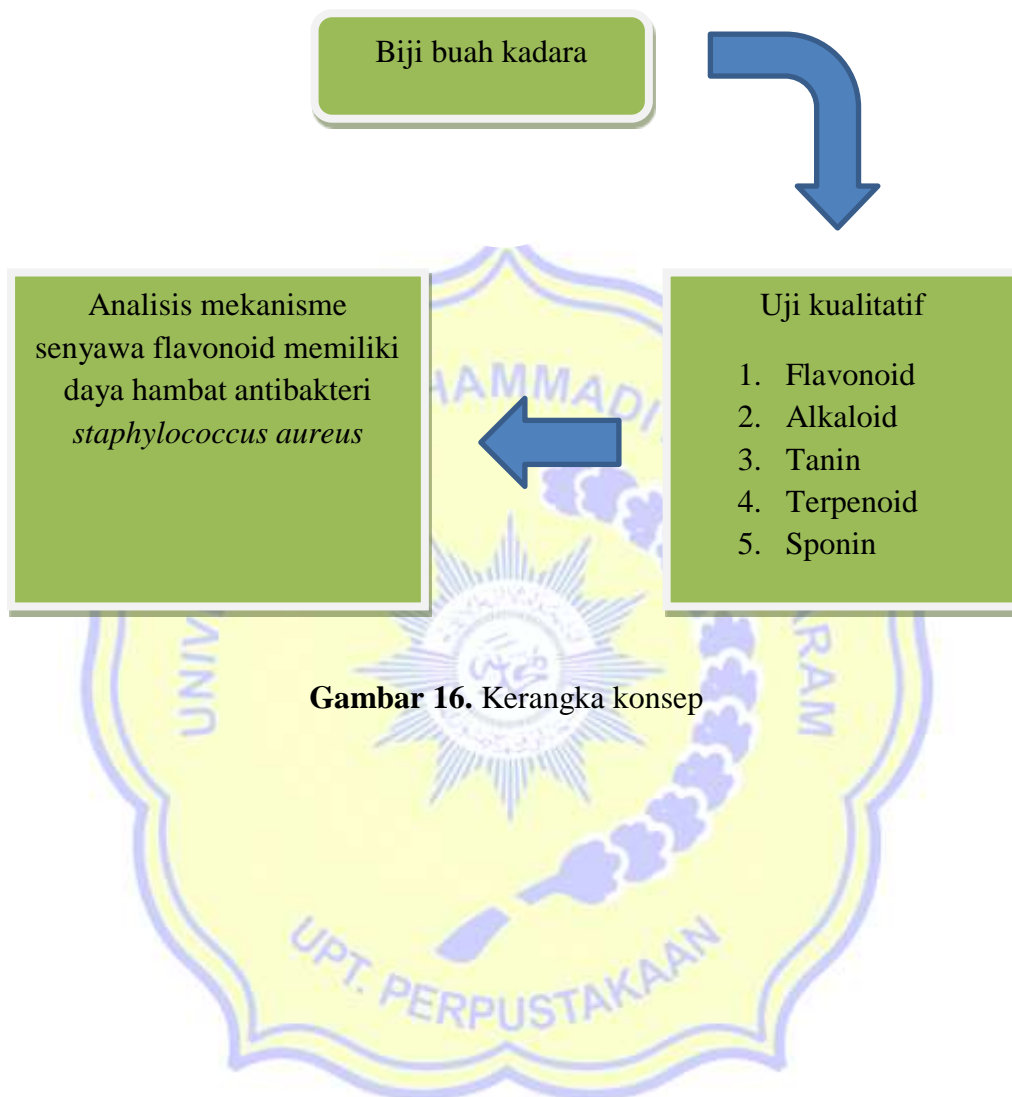 Biji buah kadara
Analisis mekanisme
senyawa flavonoid memiliki
daya hambat antibakteri
staphylococcus aureus
Uji kualitatif
1. Flavonoid
2. Alkaloid
3. Tanin
4. Terpenoid
5. Sponin
Gambar 16. Kerangka konsep
UPT. PERPUSTAKAAN